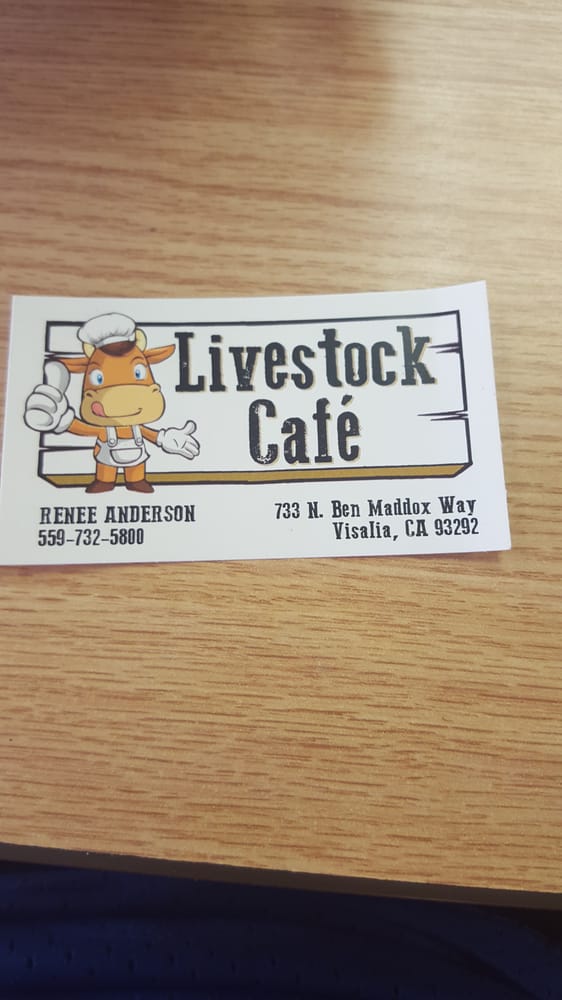 Livestock
Café
RENEE ANDERSON
559-732-5800
733 N. Ben Maddox Way
Visalia, CA 93292